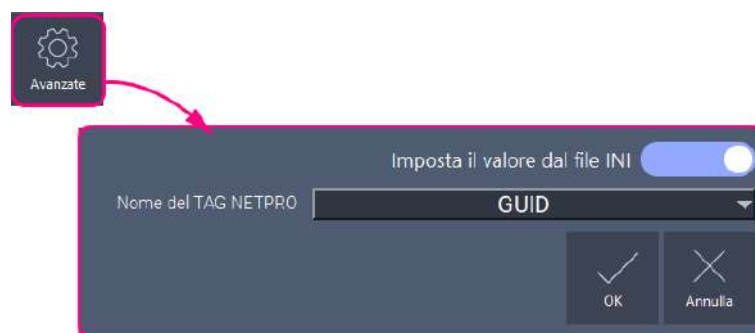 Avanzate
Imposta il valore dal file INI
Nome del TAG NETPRO
GUID
OK
Annulla